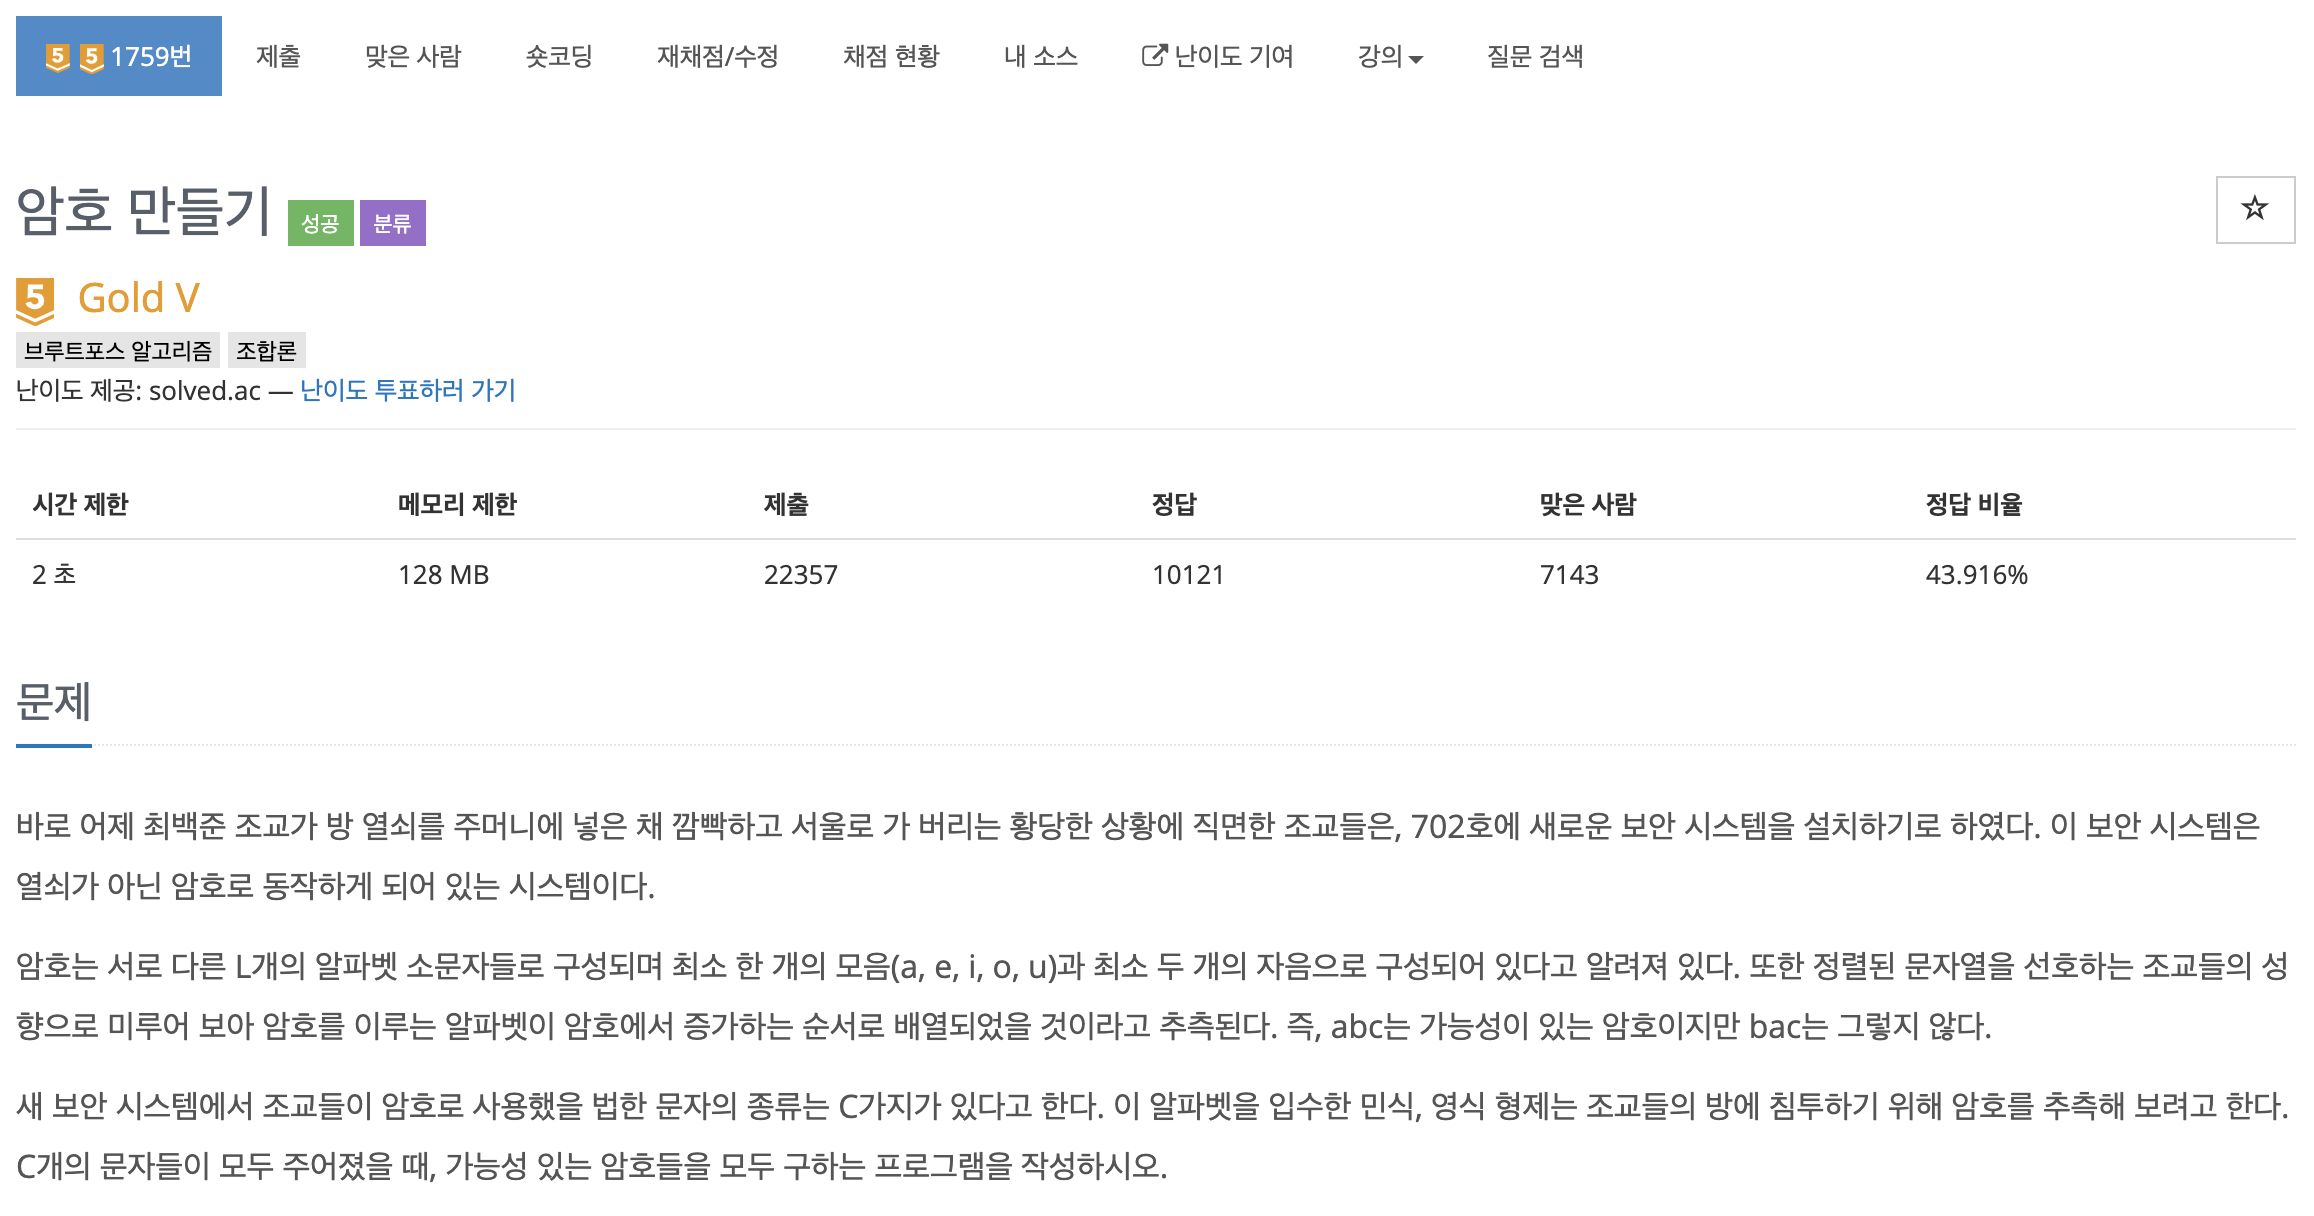 5 5 1759번 제출 맞은 사람 숏코딩 재채점/수정 채점 현황 내 소스 난이도 기여 강의 질문 검색
암호 만들기 성공 분류
5 Gold V
브루트포스 알고리즘 조합론
난이도 제공: solved.ac — 난이도 투표하러 가기
시간 제한 메모리 제한 제출 정답 맞은 사람 정답 비율
2 초 128 MB 22357 10121 7143 43.916%
문제
바로 어제 최백준 조교가 방 열쇠를 주머니에 넣은 채 깜빡하고 서울로 가 버리는 황당한 상황에 직면한 조교들은, 702호에 새로운 보안 시스템을 설치하기로 하였다. 이 보안 시스템은
열쇠가 아닌 암호로 동작하게 되어 있는 시스템이다.
암호는 서로 다른 L개의 알파벳 소문자들로 구성되며 최소 한 개의 모음(a, e, i, o, u)과 최소 두 개의 자음으로 구성되어 있다고 알려져 있다. 또한 정렬된 문자열을 선호하는 조교들의 성
향으로 미루어 보아 암호를 이루는 알파벳이 암호에서 증가하는 순서로 배열되었을 것이라고 추측된다. 즉, abc는 가능성이 있는 암호이지만 bac는 그렇지 않다.
새 보안 시스템에서 조교들이 암호로 사용했을 법한 문자의 종류는 C가지가 있다고 한다. 이 알파벳을 입수한 민식, 영식 형제는 조교들의 방에 침투하기 위해 암호를 추측해 보려고 한다.
C개의 문자들이 모두 주어졌을 때, 가능성 있는 암호들을 모두 구하는 프로그램을 작성하시오.